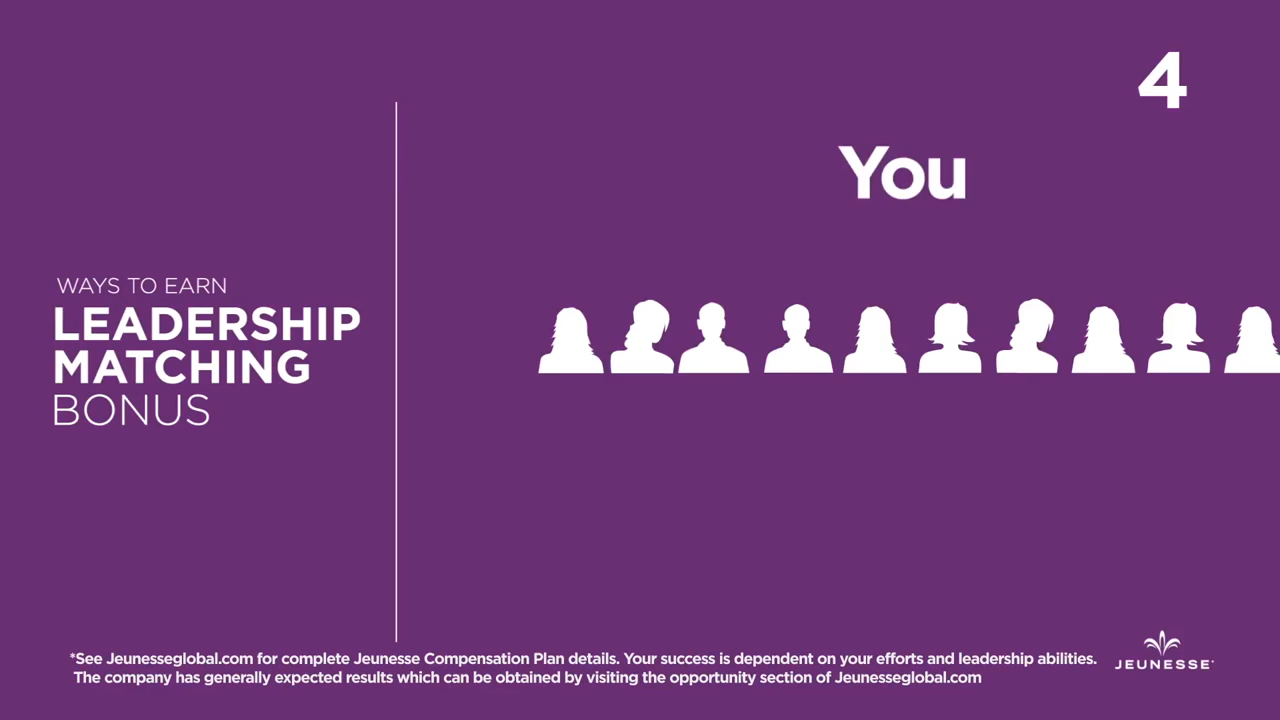 4
You
WAYS TO EARN
LEADERSHIP
MATCHING
BONUS
*See Jeunesseglobal.com for complete Jeunesse Compensation Plan details. Your success is dependent on your efforts and leadership abilities.
The company has generally expected results which can be obtained by visiting the opportunity section of Jeunesseglobal.com
JEUNESSE